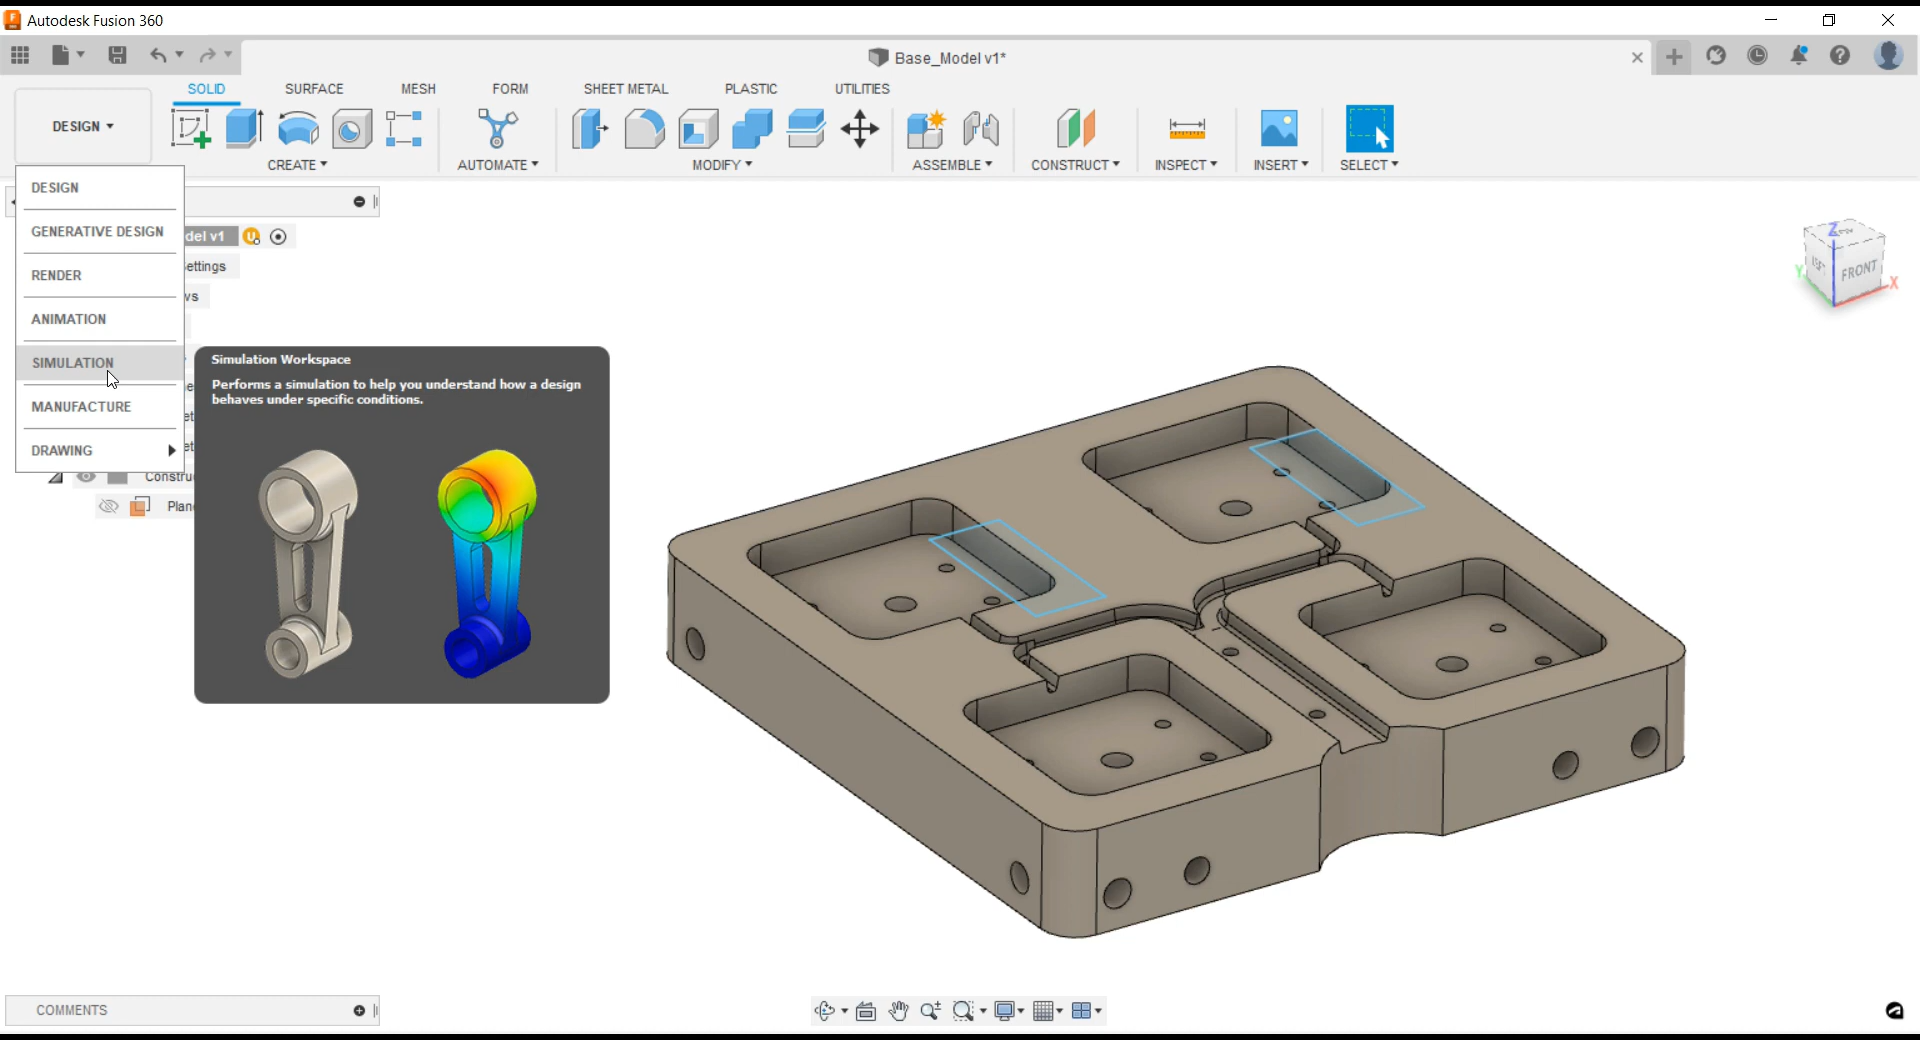 Autodesk Fusion 360
Base_Model v1*
SOLID SURFACE MESH FORM SHEET METAL PLASTIC UTILITIES
DESIGN
CREATE AUTOMATE MODIFY ASSEMBLE CONSTRUCT INSPECT INSERT SELECT
DESIGN
GENERATIVE DESIGN
RENDER
ANIMATION
SIMULATION
MANUFACTURE
DRAWING
del v1
ettings
ws
Constru
Plan
Simulation Workspace
Performs a simulation to help you understand how a design
behaves under specific conditions.
Z
Y
X
LEFT
FRONT
COMMENTS